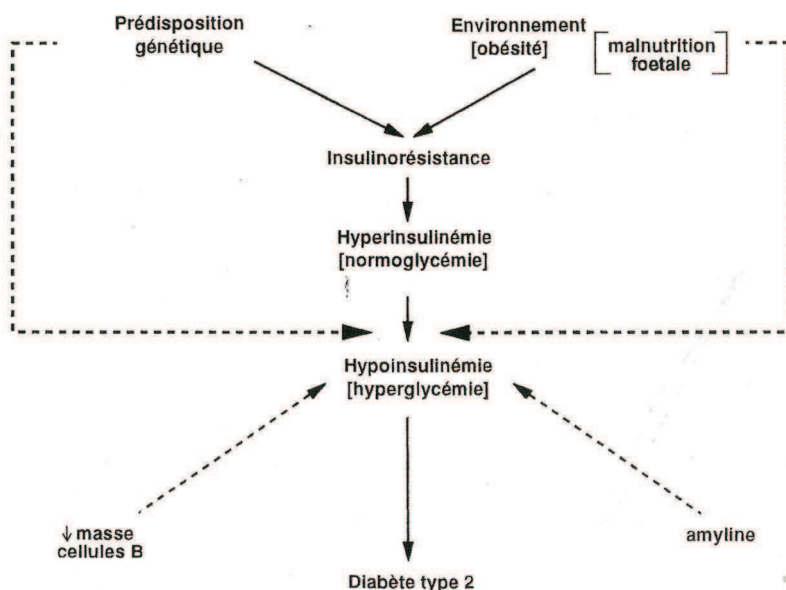 Prédisposition
génétique
Environnement
[obésité]
[malnutrition
foetale]
Insulinorésistance
Hyperinsulinémie
[normoglycémie]
Hypoinsulinémie
[hyperglycémie]
↓ masse
cellules B
amyline
Diabète type 2